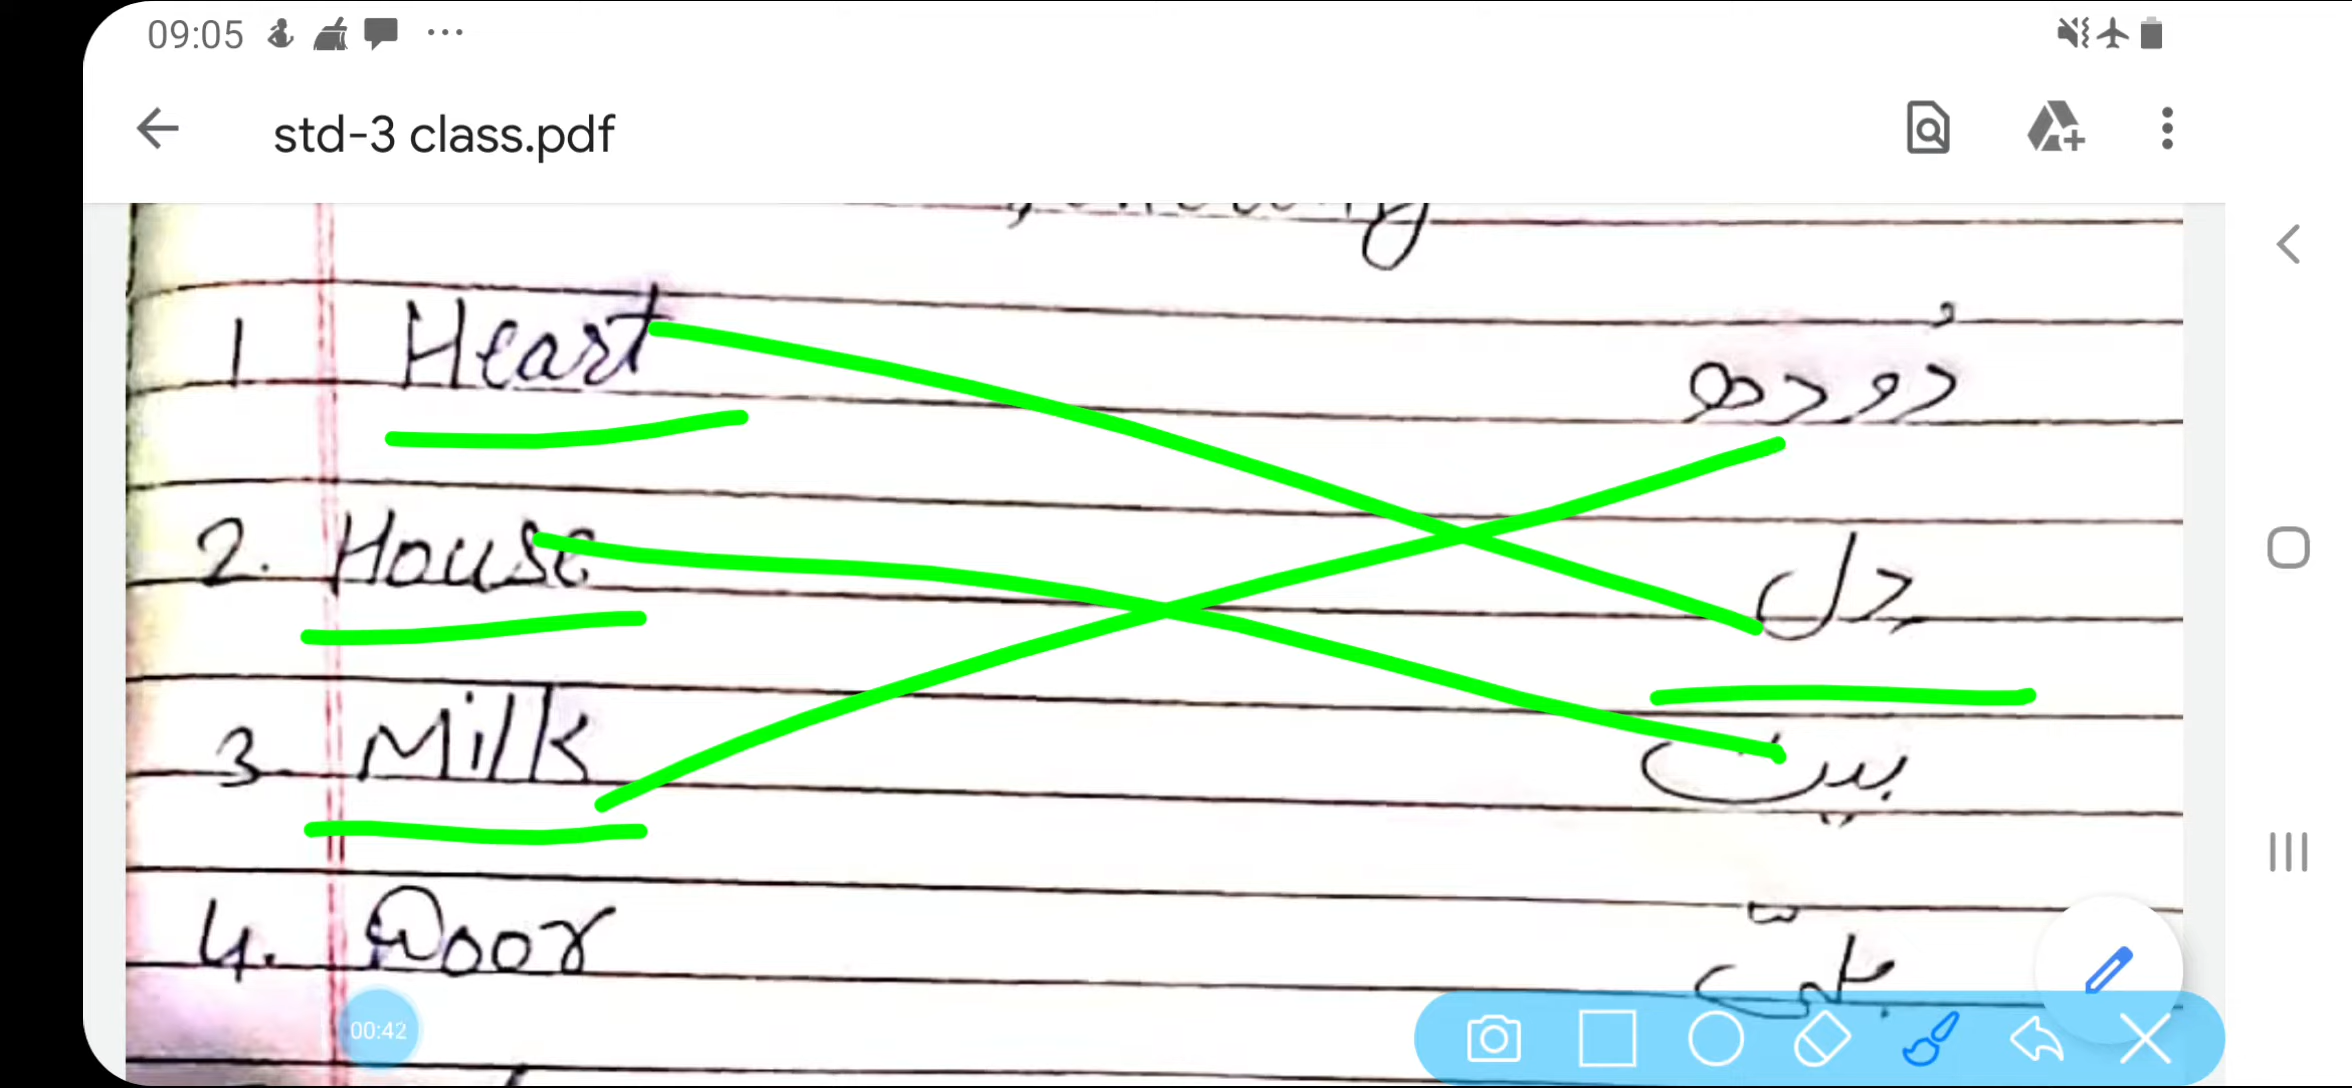 09:05
std-3 class.pdf
1 Heart دودھ
2. House دل
3 Milk بیت
4. Door بلی
00:42